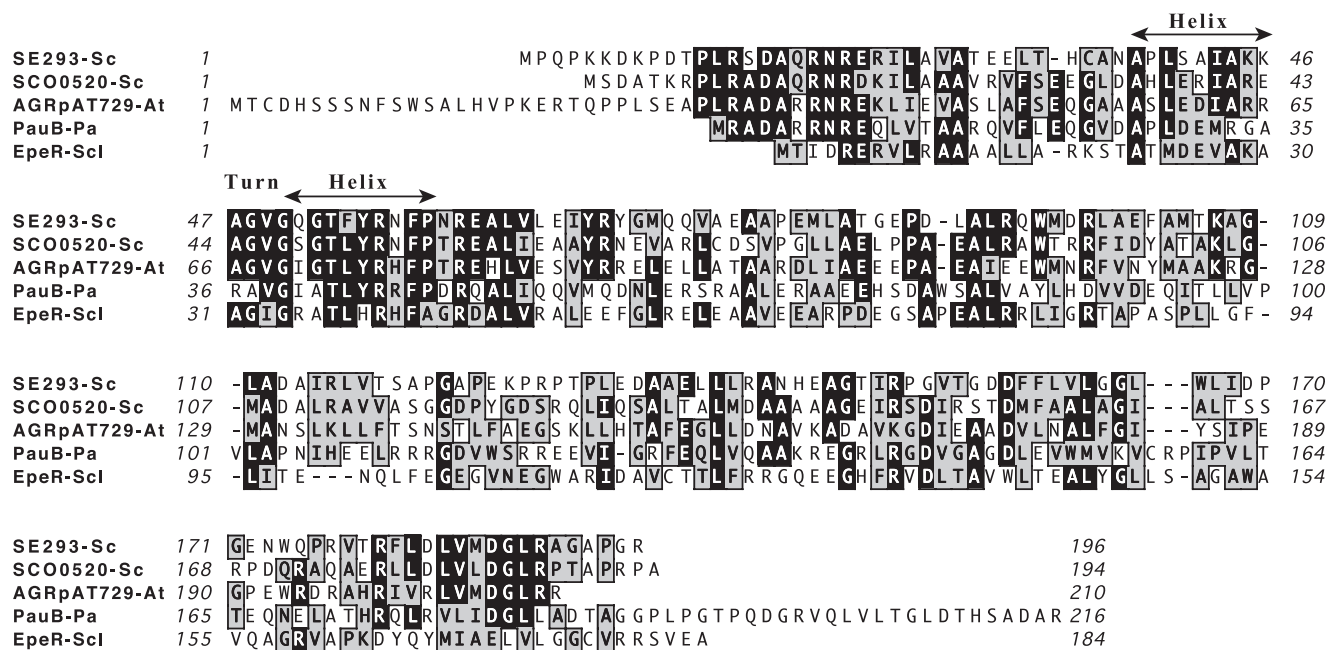 Helix
SE293-Sc 1 MPQPKKDKPDTPLRSDAQRNRERILAVATEELT-HCANAPLSAIAKK 46
SCO0520-Sc 1 MSDATKRPLRADAQRNRDKILAAAVRVFSEEGLDAHLERIARE 43
AGRpAT729-At 1 MTCDHSSSNFSWSALHVPKERTQPPLSEAPLRADARRNREKLIEVASLAFSEQGAAASLEDIARR 65
PauB-Pa 1 MRADARRNREQLVTAARQVFLEQGVDAPLDEMRGA 35
EpeR-Scl 1 MTIDRERVLRAAAALLA-RKSTATMDEVAKA 30
Turn Helix
SE293-Sc 47 AGVGQGTFYRNFPNREALVLEIYRYGMQQVAEAAPEMLATGEPD-LALRQWMDRLAEFAMTKAG- 109
SCO0520-Sc 44 AGVGSGTLYRNFPTREALIEAAYRNEVARLCDSVPGLLAELPPA-EALRAWTRRFIDYATAKLG- 106
AGRpAT729-At 66 AGVGIGTLYRHFPTREHLVESVYRRELELLATAARDLIAEEEPA-EAIEEWMNRFVNYMAAKRG- 128
PauB-Pa 36 RAVGIATLYRRFPDRQALIQQVMQDNLERSRAALERAAEEHSDAWSALVAYLHDVVDEQITLLVP 100
EpeR-Scl 31 AGIGRATLHRHFAGRDALVRALEEFGLRELEAAVEEARPDEGSAPEALRRLIGRTAPASPLLGF- 94
SE293-Sc 110 -LADAIRLVTSAPGAPEKPRPTPLEDAAELLLRANHEAGTIRPGVTGDDFFLVLGGL---WLIDP 170
SCO0520-Sc 107 -MADALRAVVASGGDPYGDSRQLIQSALTALMDAAAAAGEIRSDIRSTDMFAALAGI---ALTSS 167
AGRpAT729-At 129 -MANSLKLLFTSNSTLFAEGSKLLHTAFEGLLDNAVKADAVKGDIEAADVLNALFGI---YSIPE 189
PauB-Pa 101 VLAPNIHEELRRRRGDVWSRREEVI-GRFEQLVQAAKREGRLRGDVGAGDLEVWMVKVCRPIPVLT 164
EpeR-Scl 95 -LITE---NQLFEGEGVNEGWARIDAVCTTLFRRGQEEGHFRVDLTAVWLTEALYGLLS-AGAWA 154
SE293-Sc 171 GENWQPRVTRFLDLVMDGLRAGAPGR 196
SCO0520-Sc 168 RPDQRAQAERLLDLVLDGLRPTAPRPA 194
AGRpAT729-At 190 GPEWRDRAHRIVRLVMDGLRR 210
PauB-Pa 165 TEQNELATHRQLRVLIDGLLADTAGGPLPGTPQDGRVQLVLTGLDTHSADAR 216
EpeR-Scl 155 VQAGRVAPKDYQYMIAELVLGGCVRRSVEA 184